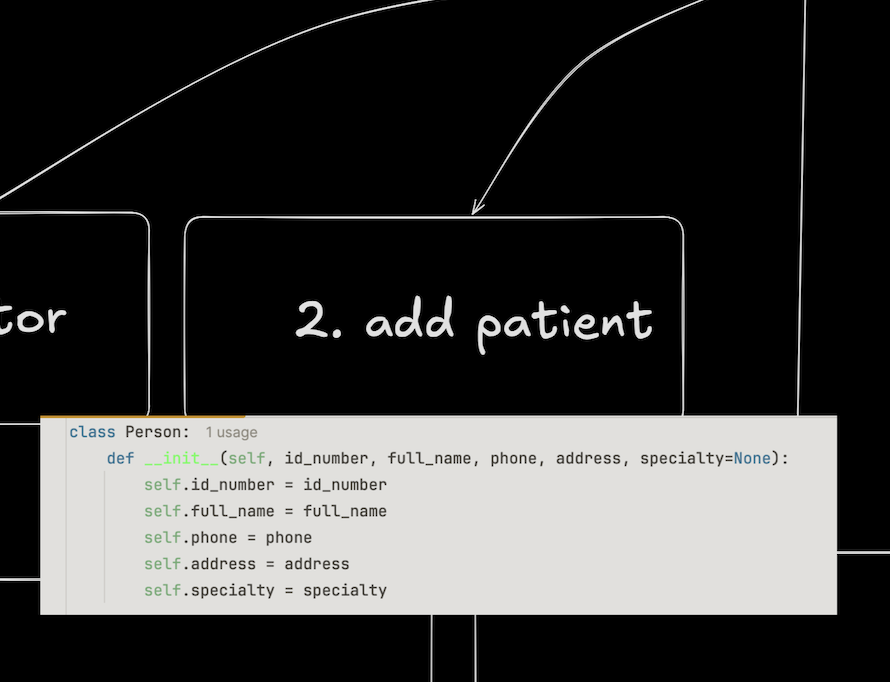 tor
2. add patient
class Person: 1 usage
def __init__(self, id_number, full_name, phone, address, specialty=None):
self.id_number = id_number
self.full_name = full_name
self.phone = phone
self.address = address
self.specialty = specialty